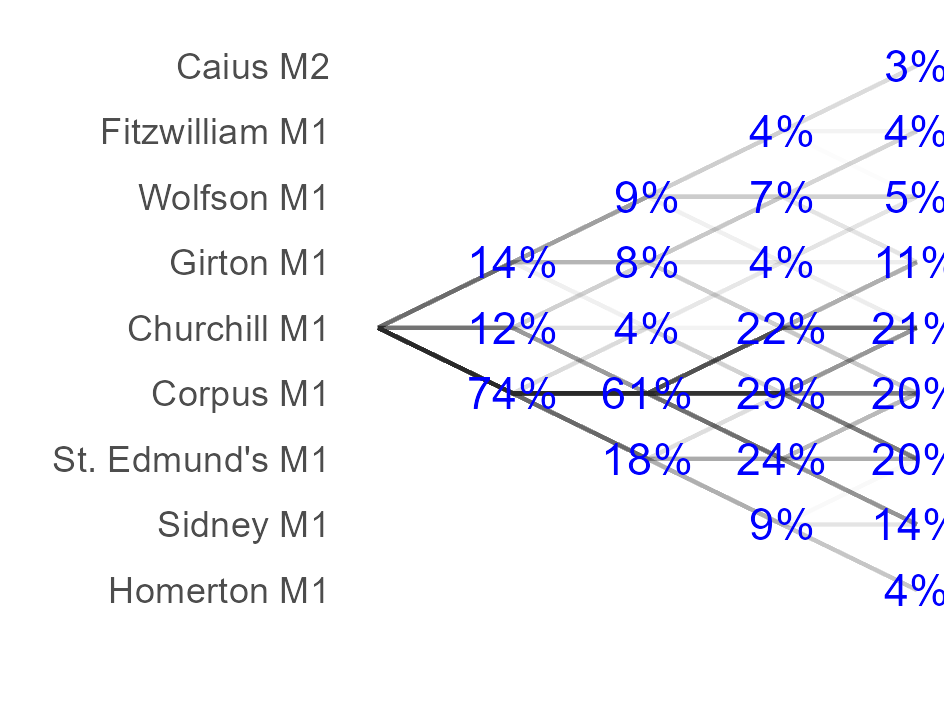 Caius M2 3%
Fitzwilliam M1 4% 4%
Wolfson M1 9% 7% 5%
Girton M1 14% 8% 4% 11%
Churchill M1 12% 4% 22% 21%
Corpus M1 74% 61% 29% 20%
St. Edmund's M1 18% 24% 20%
Sidney M1 9% 14%
Homerton M1 4%